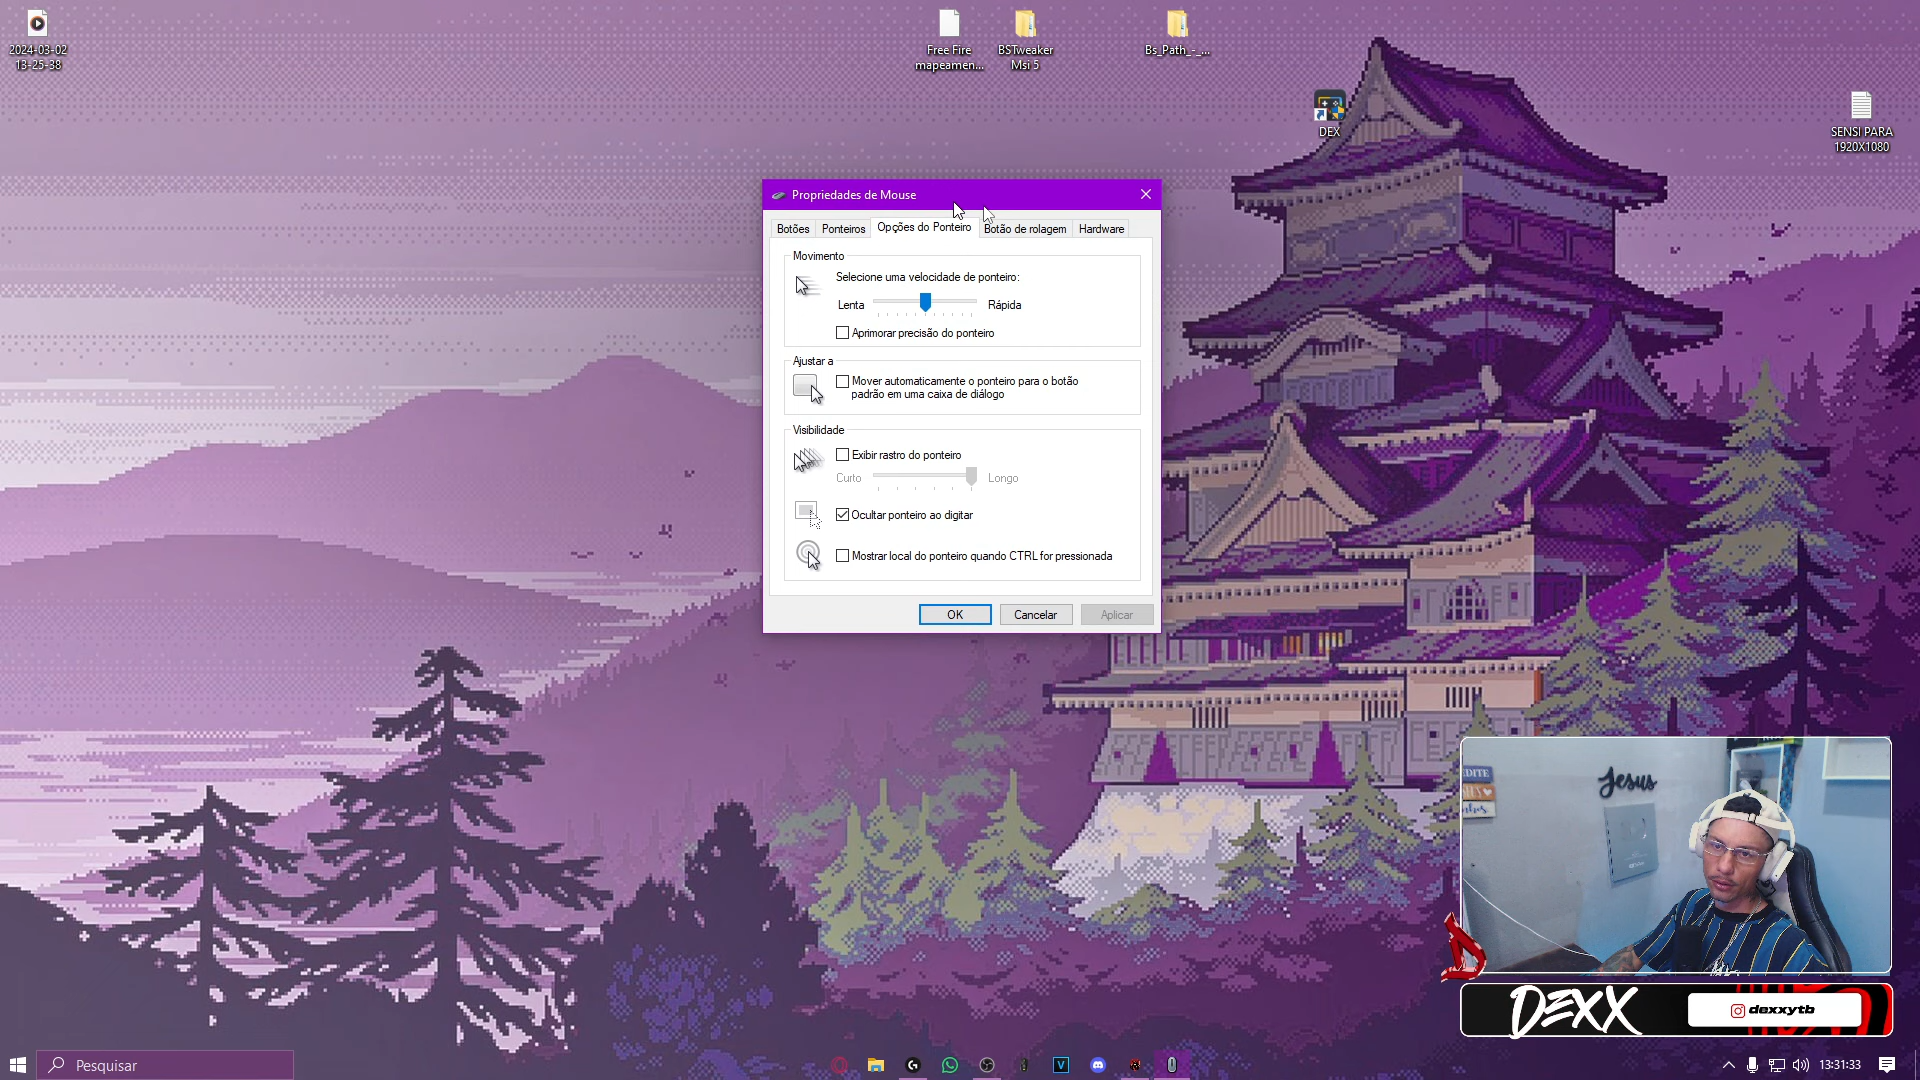 2024-03-02
13-25-38
Free Fire
mapeamen...
BSTweaker
Msi 5
Bs_Path_-_...
DEX
SENSI PARA
1920X1080
Propriedades de Mouse
Botões
Ponteiros
Opções do Ponteiro
Botão de rolagem
Hardware
Movimento
Selecione uma velocidade de ponteiro:
Lenta
Rápida
Aprimorar precisão do ponteiro
Ajustar a
Mover automaticamente o ponteiro para o botão
padrão em uma caixa de diálogo
Visibilidade
Exibir rastro do ponteiro
Curto
Longo
Ocultar ponteiro ao digitar
Mostrar local do ponteiro quando CTRL for pressionada
OK
Cancelar
Aplicar
Jesus
D
DEXX
dexxytb
Pesquisar
13:31:33